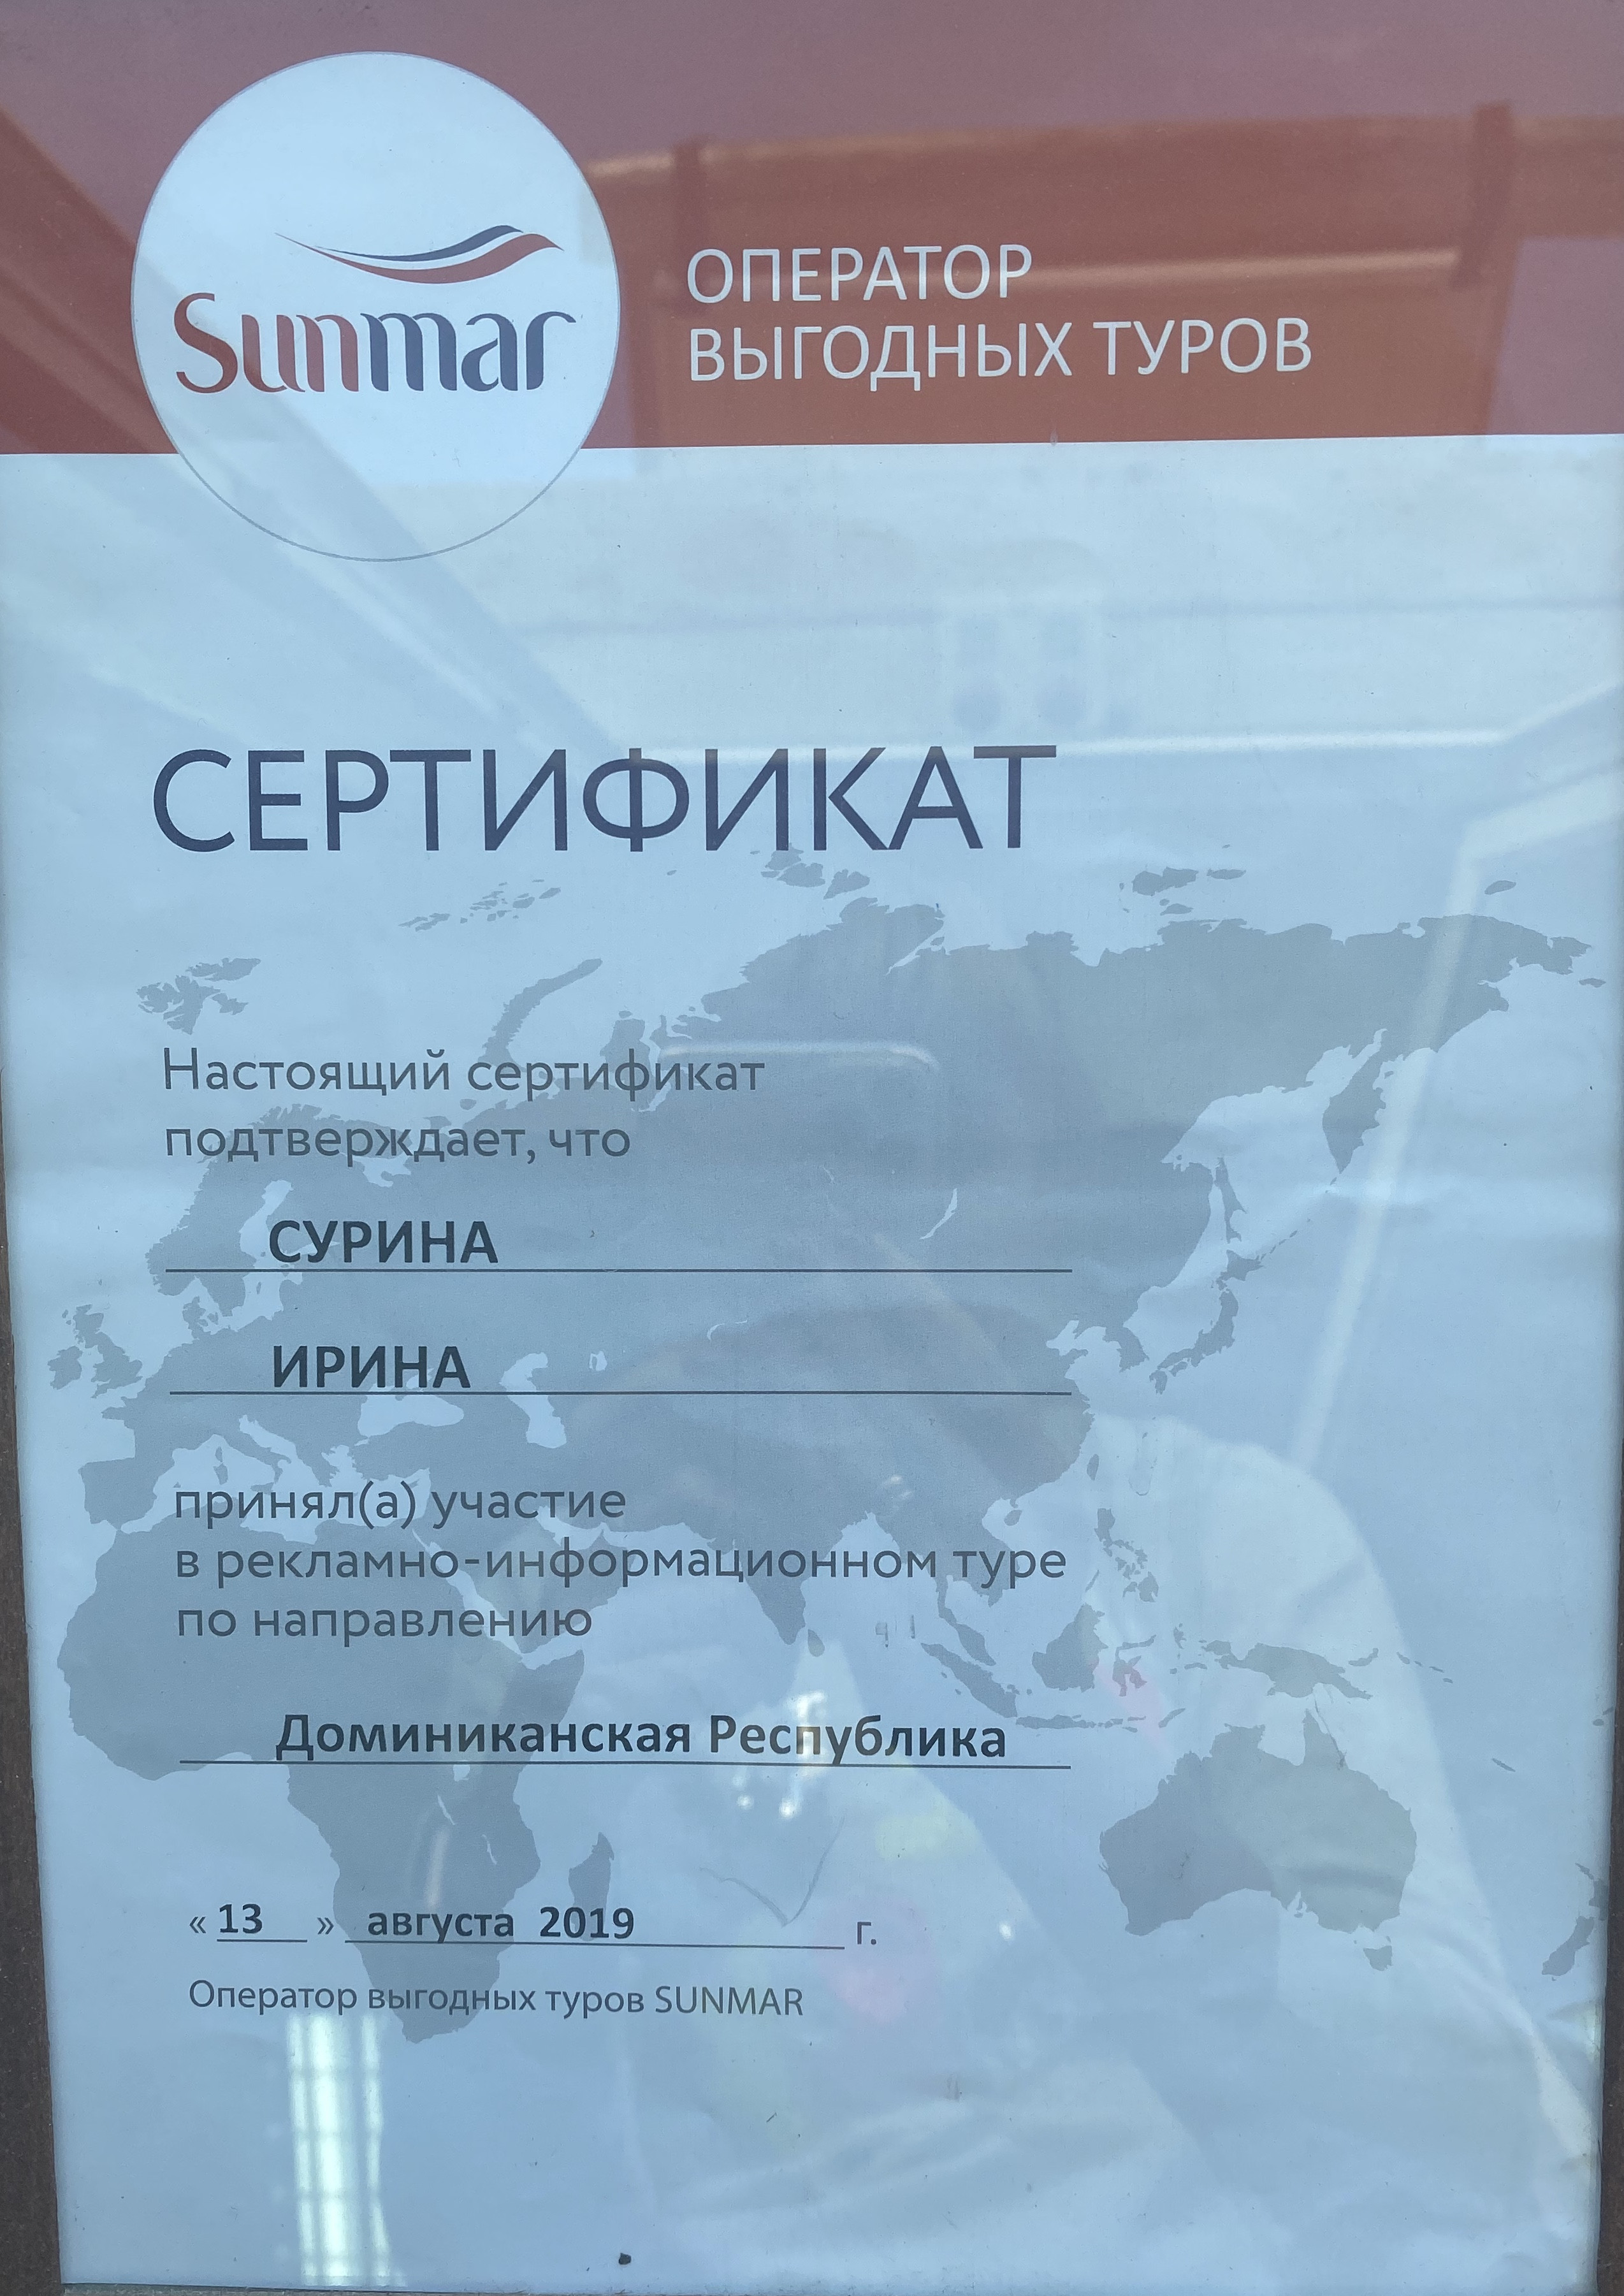 Sunmar
ОПЕРАТОР
ВЫГОДНЫХ ТУРОВ
СЕРТИФИКАТ
Настоящий сертификат
подтверждает, что
СУРИНА
ИРИНА
принял(а) участие
в рекламно-информационном туре
по направлению
Доминиканская Республика
« 13 » августа 2019 г.
Оператор выгодных туров SUNMAR